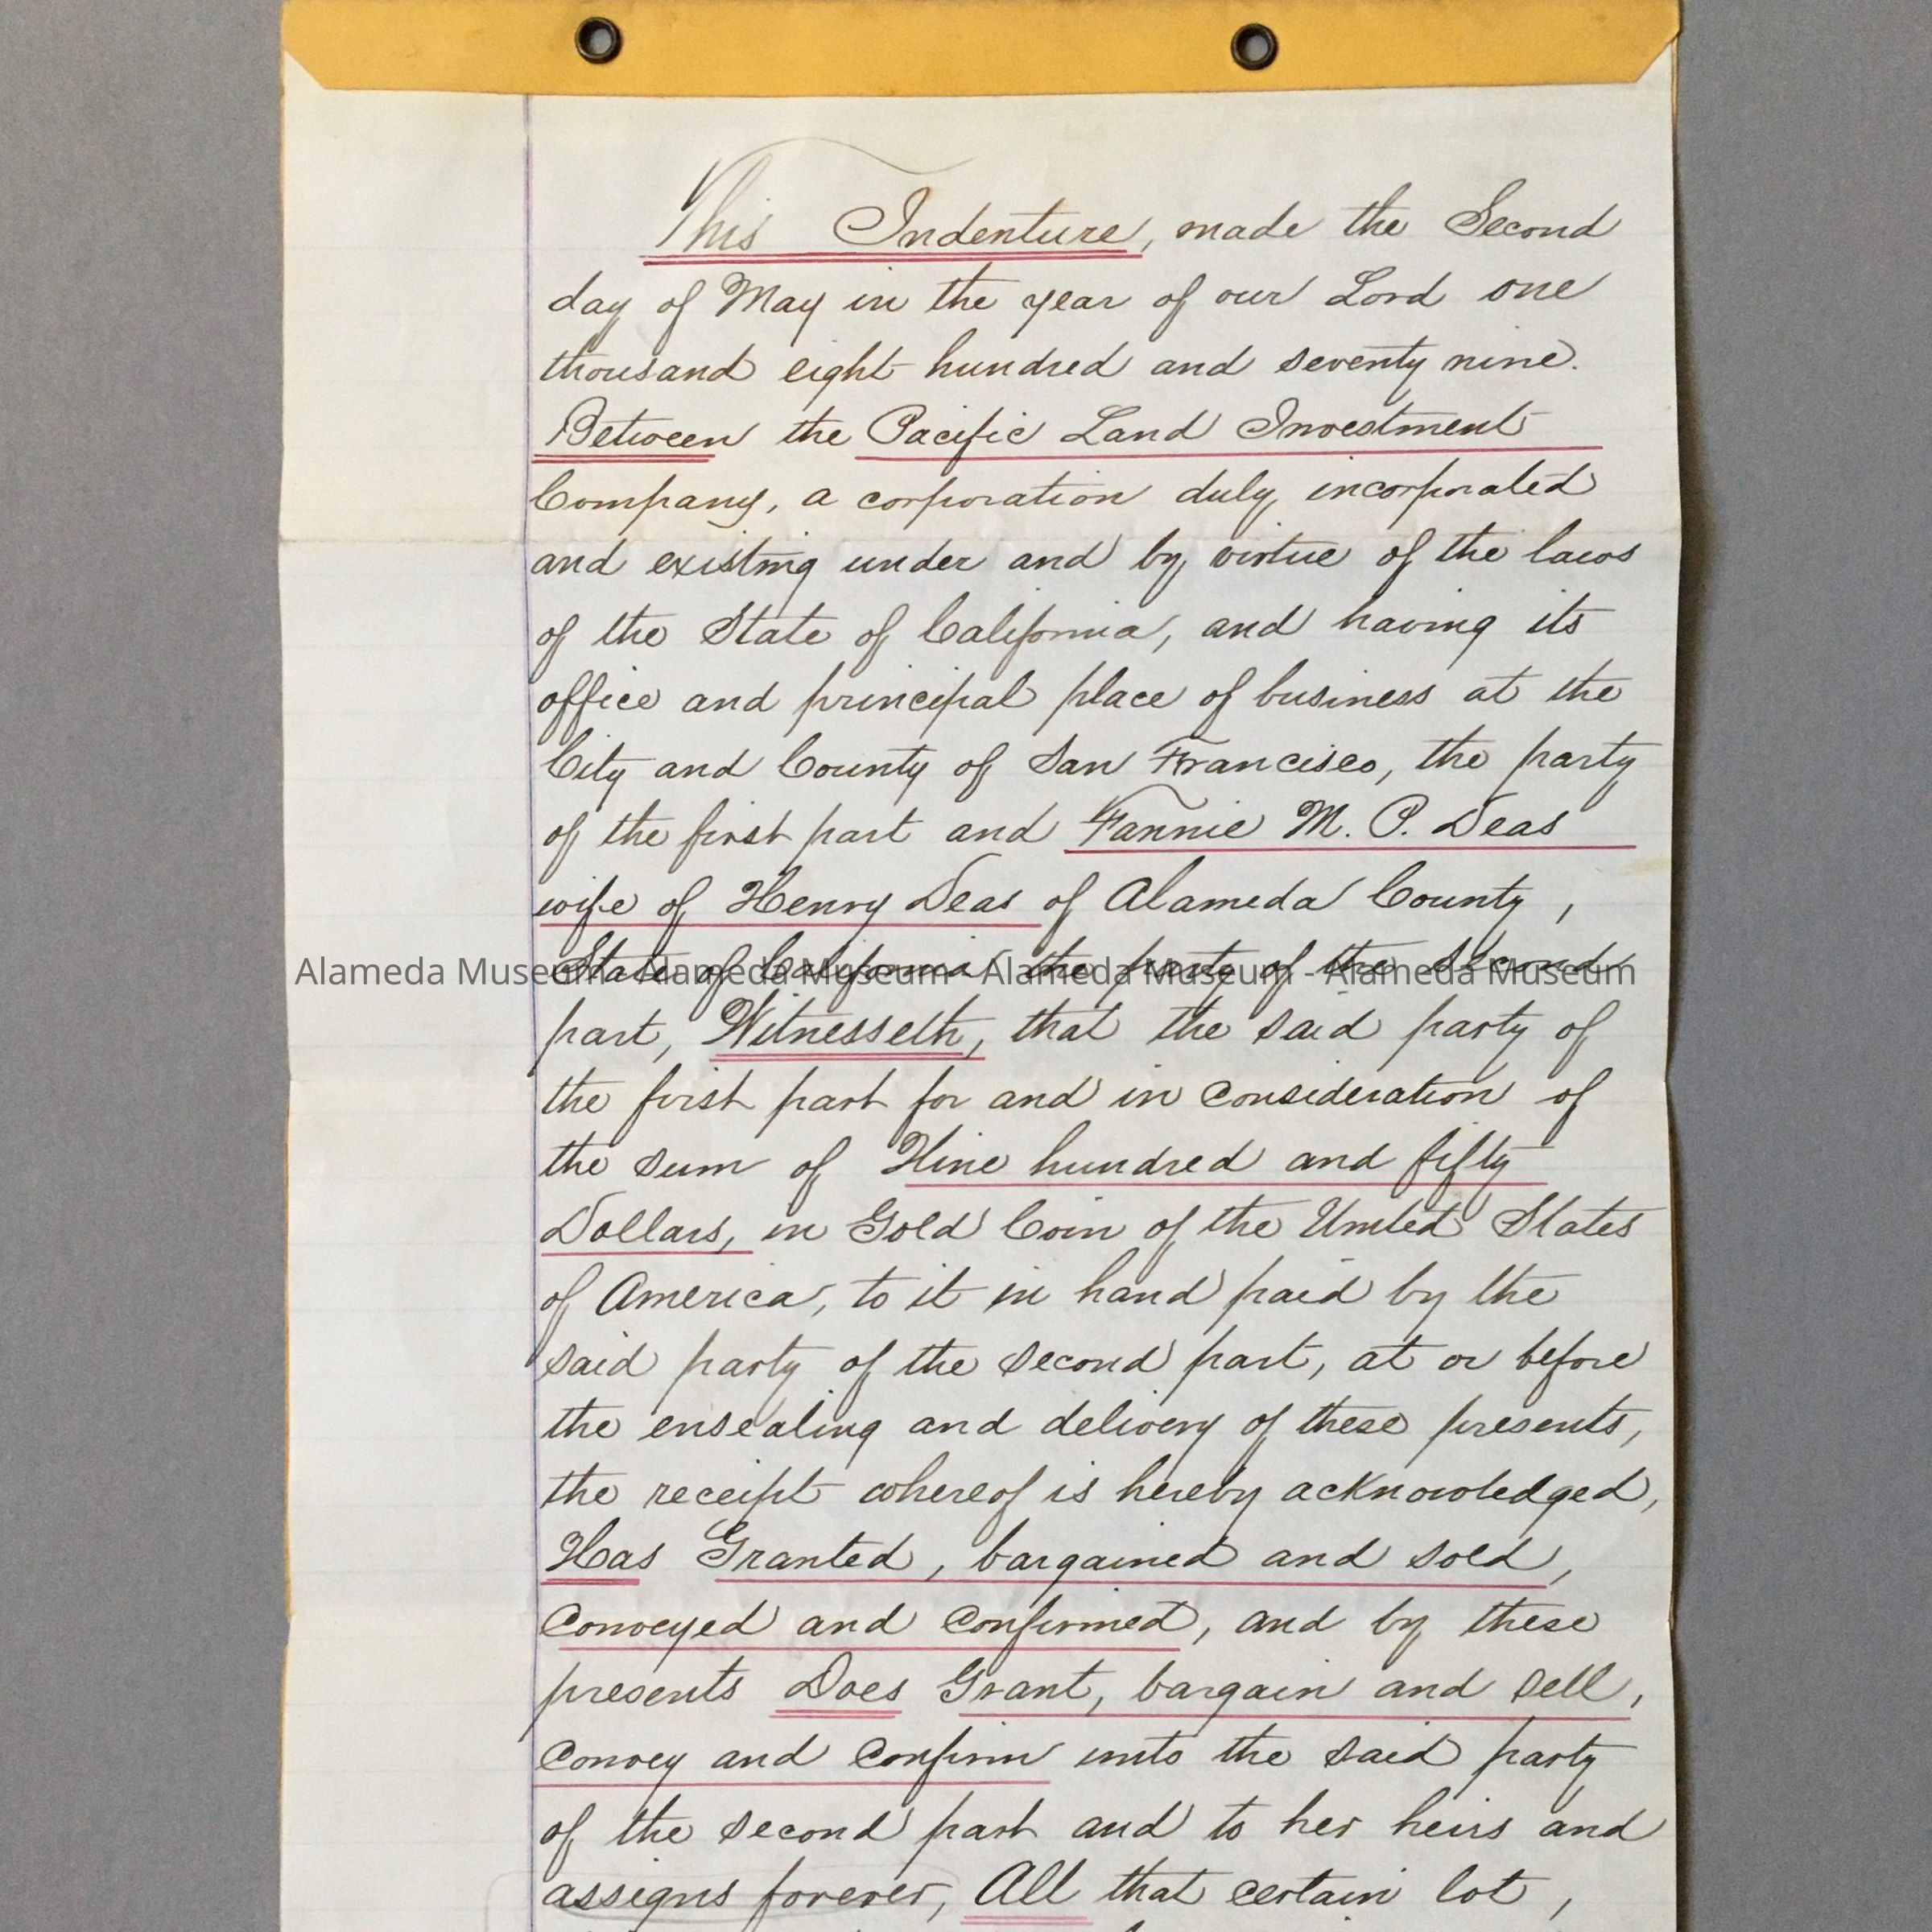 This Indenture, made the Second
day of May in the year of our Lord one
thousand eight hundred and seventy nine.
Between the Pacific Land Investment
Company, a corporation duly incorporated
and existing under and by virtue of the laws
of the State of California, and having its
office and principal place of business at the
City and County of San Francisco, the party
of the first part and Fannie M. P. Deas
wife of Henry Deas of Alameda County,
State of California the party of the second
Alameda Museum - Alameda Museum - Alameda Museum - Alameda Museum
part, Witnesseth, that the said party of
the first part for and in consideration of
the sum of Nine hundred and fifty
Dollars, in Gold Coin of the United States
of America, to it in hand paid by the
said party of the second part, at or before
the ensealing and delivery of these presents,
the receipt whereof is hereby acknowledged,
Has Granted, bargained and sold,
Conveyed and Confirmed, and by these
presents Does Grant, bargain and sell,
Convey and Confirm unto the said party
of the second part and to her heirs and
assigns forever, All that certain lot,